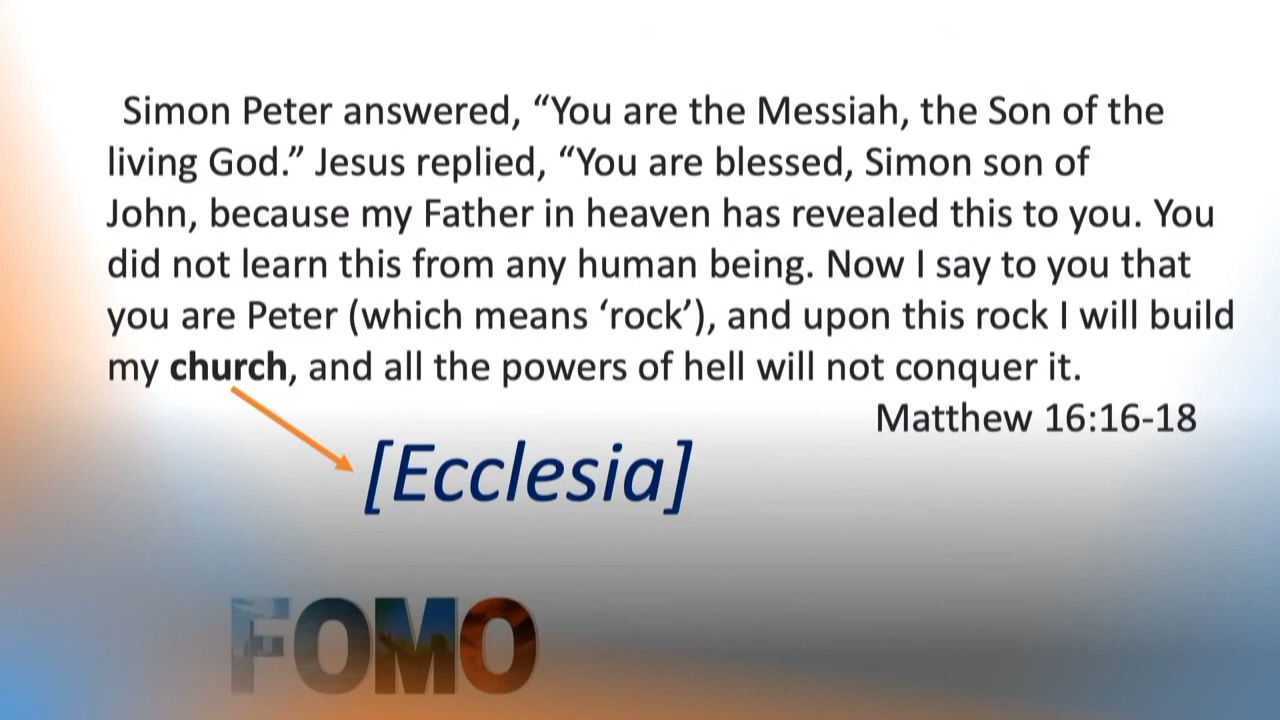 Simon Peter answered, “You are the Messiah, the Son of the
living God.” Jesus replied, “You are blessed, Simon son of
John, because my Father in heaven has revealed this to you. You
did not learn this from any human being. Now I say to you that
you are Peter (which means ‘rock’), and upon this rock I will build
my church, and all the powers of hell will not conquer it.
Matthew 16:16-18
[Ecclesia]
FOMO